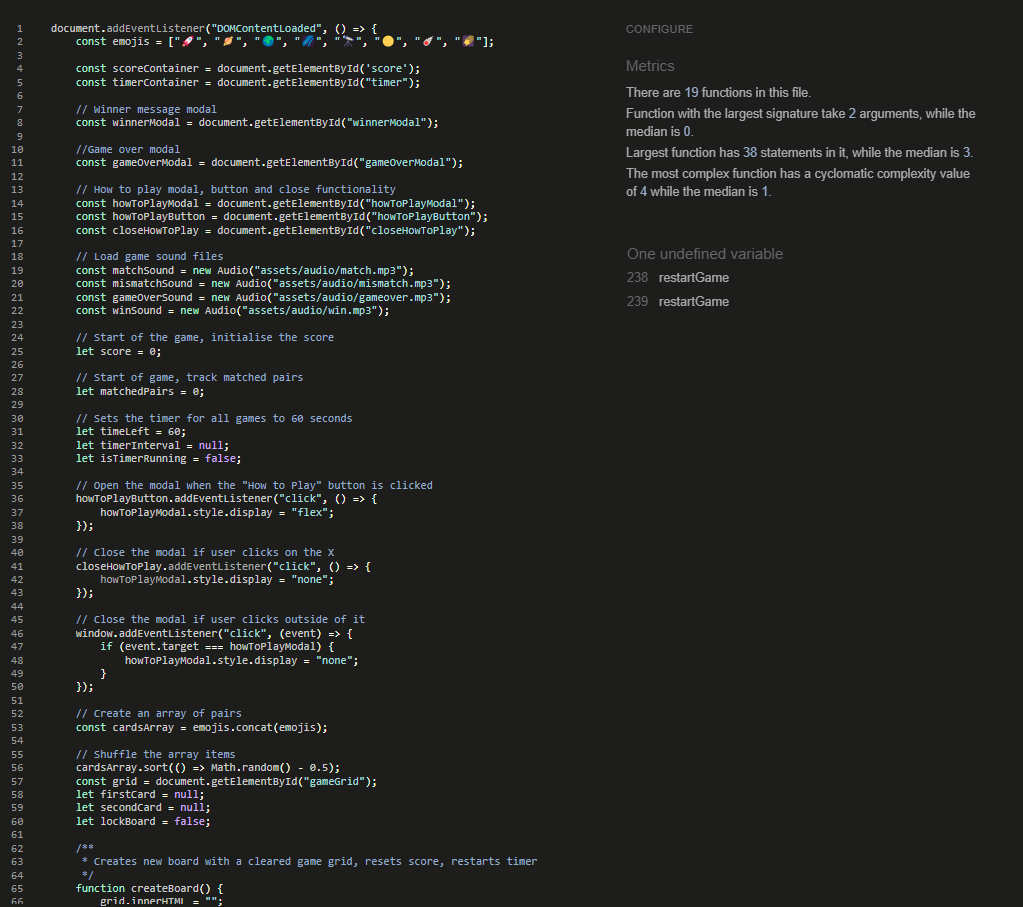 1 document.addEventListener("DOMContentLoaded", () => {
2 const emojis = ["🚀", "🪐", "🌍", "🌌", "🔭", "🌕", "☄️", "🌠"];
3
4 const scoreContainer = document.getElementById('score');
5 const timerContainer = document.getElementById("timer");
6
7 // Winner message modal
8 const winnerModal = document.getElementById("winnerModal");
9
10 //Game over modal
11 const gameOverModal = document.getElementById("gameOverModal");
12
13 // How to play modal, button and close functionality
14 const howToPlayModal = document.getElementById("howToPlayModal");
15 const howToPlayButton = document.getElementById("howToPlayButton");
16 const closeHowToPlay = document.getElementById("closeHowToPlay");
17
18 // Load game sound files
19 const matchSound = new Audio("assets/audio/match.mp3");
20 const mismatchSound = new Audio("assets/audio/mismatch.mp3");
21 const gameOverSound = new Audio("assets/audio/gameover.mp3");
22 const winSound = new Audio("assets/audio/win.mp3");
23
24 // Start of the game, initialise the score
25 let score = 0;
26
27 // Start of game, track matched pairs
28 let matchedPairs = 0;
29
30 // Sets the timer for all games to 60 seconds
31 let timeLeft = 60;
32 let timerInterval = null;
33 let isTimerRunning = false;
34
35 // Open the modal when the "How to Play" button is clicked
36 howToPlayButton.addEventListener("click", () => {
37 howToPlayModal.style.display = "flex";
38 });
39
40 // Close the modal if user clicks on the X
41 closeHowToPlay.addEventListener("click", () => {
42 howToPlayModal.style.display = "none";
43 });
44
45 // Close the modal if user clicks outside of it
46 window.addEventListener("click", (event) => {
47 if (event.target === howToPlayModal) {
48 howToPlayModal.style.display = "none";
49 }
50 });
51
52 // Create an array of pairs
53 const cardsArray = emojis.concat(emojis);
54
55 // Shuffle the array items
56 cardsArray.sort(() => Math.random() - 0.5);
57 const grid = document.getElementById("gameGrid");
58 let firstCard = null;
59 let secondCard = null;
60 let lockBoard = false;
61
62 /**
63 * Creates new board with a cleared game grid, resets score, restarts timer
64 */
65 function createBoard() {
66 grid.innerHTML = "";
CONFIGURE
Metrics
There are 19 functions in this file.
Function with the largest signature take 2 arguments, while the
median is 0.
Largest function has 38 statements in it, while the median is 3.
The most complex function has a cyclomatic complexity value
of 4 while the median is 1.
One undefined variable
238 restartGame
239 restartGame